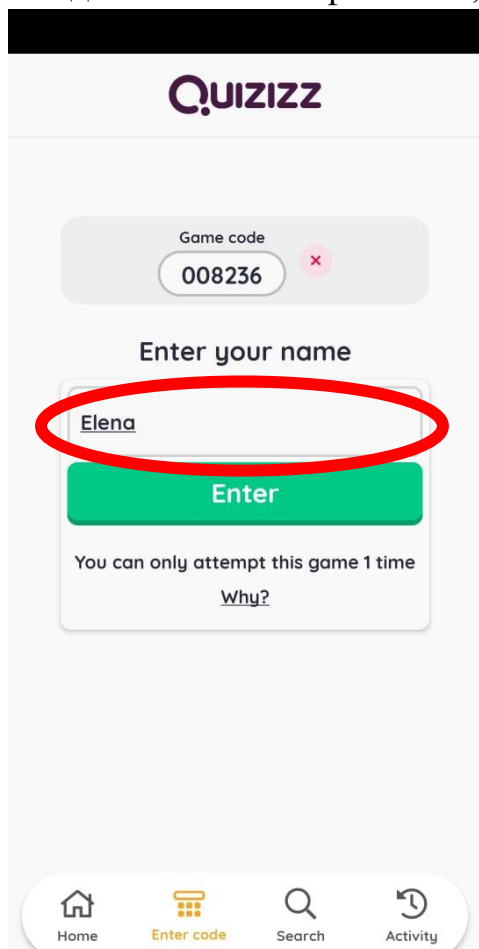 QUIZIZZ
Game code
008236
Enter your name
Elena
Enter
You can only attempt this game 1 time
Why?
Home Enter code Search Activity